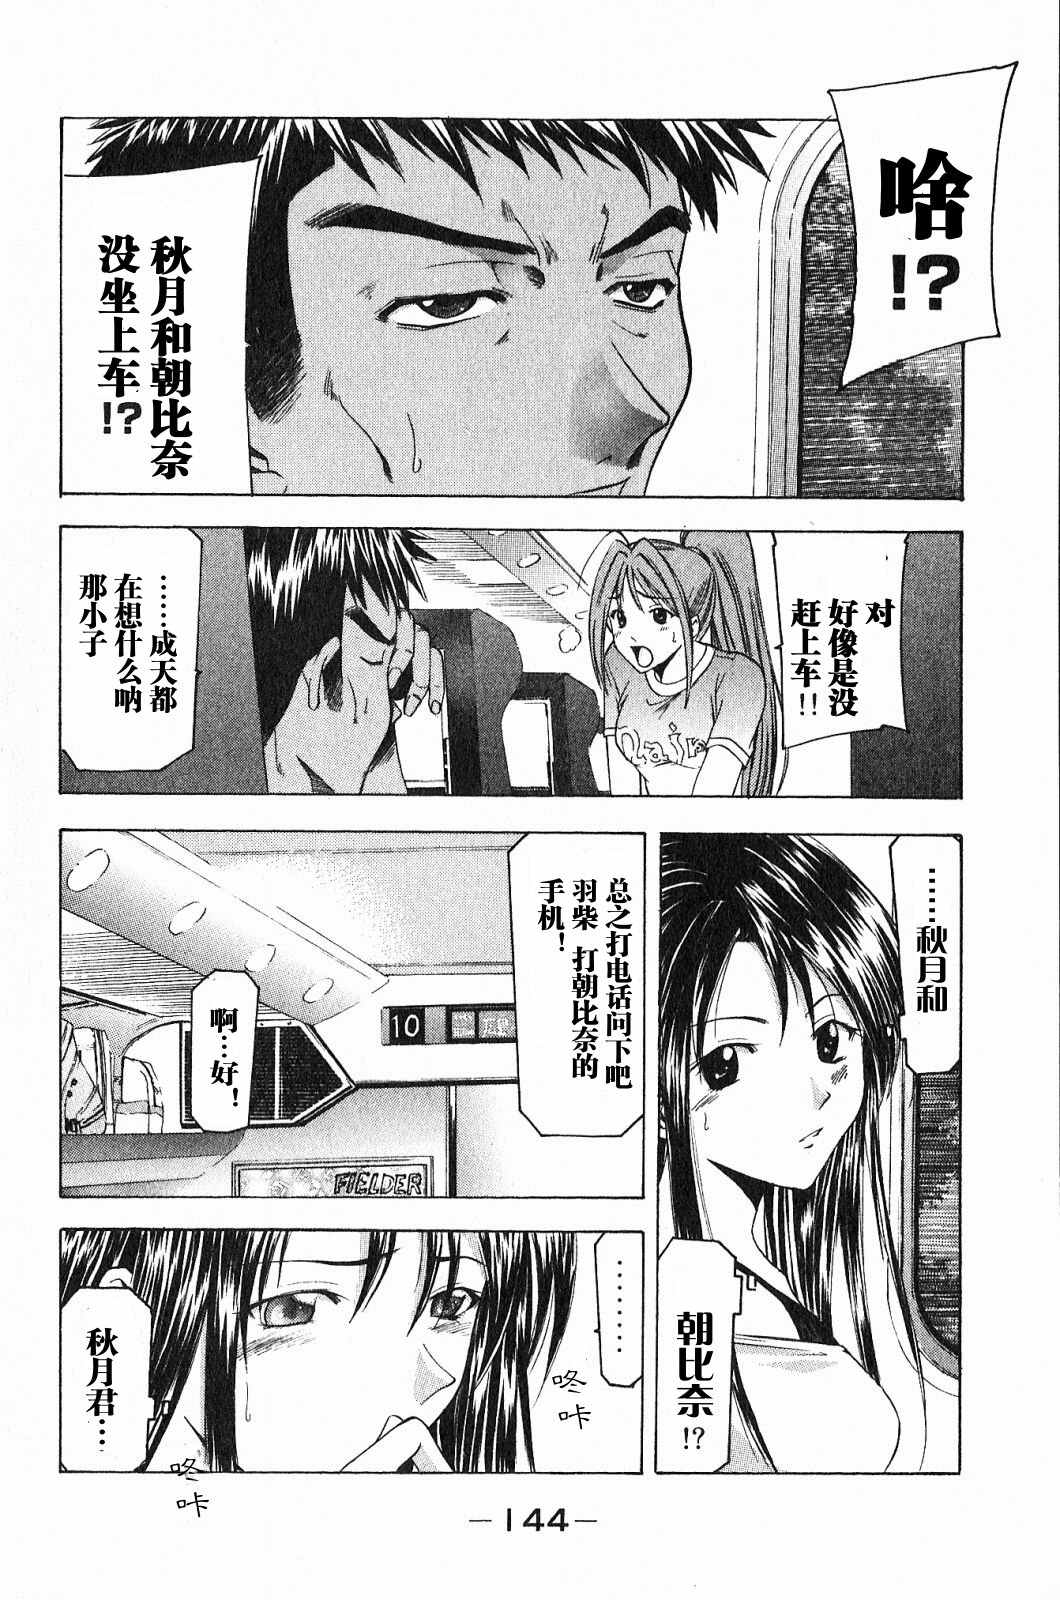 啥!?
秋月和朝比奈
没坐上车!?
对
好像是没
赶上车!!
Rain
……成天都
在想什么呐
那小子
……秋月和
朝比奈!?
总之打电话问下吧
羽柴 打朝比奈的
手机！
啊…好！
10
FIELDER
………
咚
咔
秋月君…
咚
咔
—144—